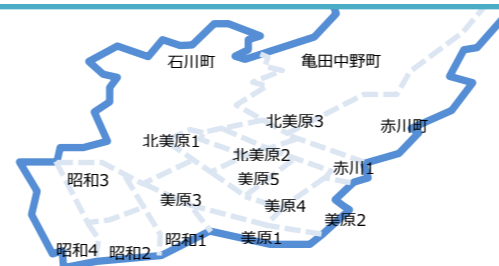 石川町
亀田中野町
北美原3
赤川町
北美原1
北美原2
赤川1
昭和3
美原5
美原3
美原4
美原2
昭和1
美原1
昭和4
昭和2